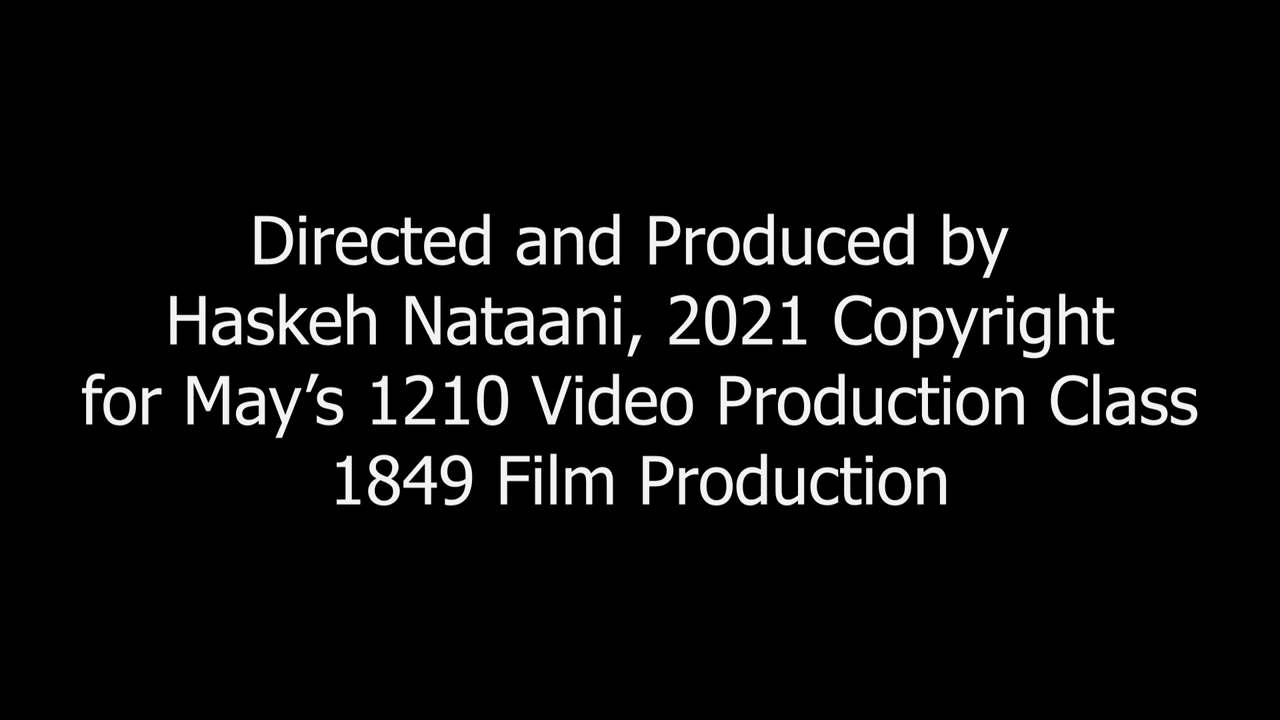 Directed and Produced by
Haskeh Nataani, 2021 Copyright
for May’s 1210 Video Production Class
1849 Film Production